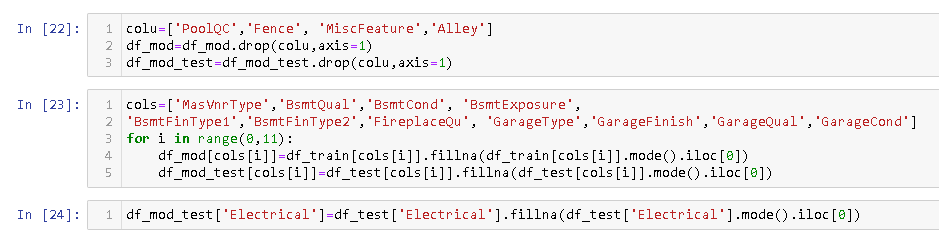 In [22]:
1 colu=['PoolQC','Fence', 'MiscFeature','Alley']
2 df_mod=df_mod.drop(colu,axis=1)
3 df_mod_test=df_mod_test.drop(colu,axis=1)
In [23]:
1 cols=['MasVnrType','BsmtQual','BsmtCond', 'BsmtExposure',
2 'BsmtFinType1','BsmtFinType2','FireplaceQu', 'GarageType','GarageFinish','GarageQual','GarageCond']
3 for i in range(0,11):
4     df_mod[cols[i]]=df_train[cols[i]].fillna(df_train[cols[i]].mode().iloc[0])
5     df_mod_test[cols[i]]=df_test[cols[i]].fillna(df_test[cols[i]].mode().iloc[0])
In [24]:
1 df_mod_test['Electrical']=df_test['Electrical'].fillna(df_test['Electrical'].mode().iloc[0])